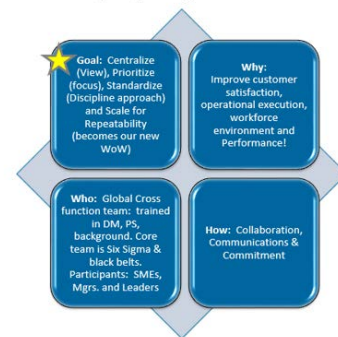 Goal: Centralize
(View), Prioritize
(focus), Standardize
(Discipline approach)
and Scale for
Repeatability
(becomes our new
WoW)
Why:
Improve customer
satisfaction,
operational execution,
workforce
environment and
Performance!
Who: Global Cross
function team: trained
in DM, PS,
background. Core
team is Six Sigma &
black belts.
Participants: SMEs,
Mgrs. and Leaders
How: Collaboration,
Communications &
Commitment